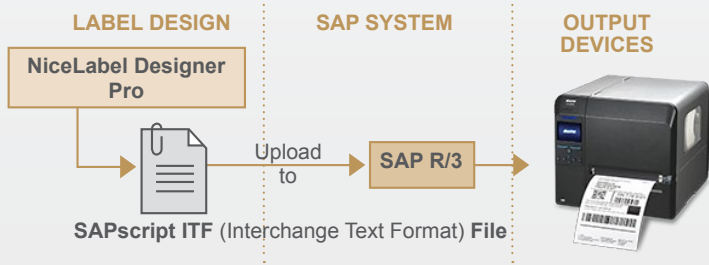 LABEL DESIGN
SAP SYSTEM
OUTPUT
DEVICES
NiceLabel Designer
Pro
Upload
to
SAP R/3
SAPscript ITF (Interchange Text Format) File